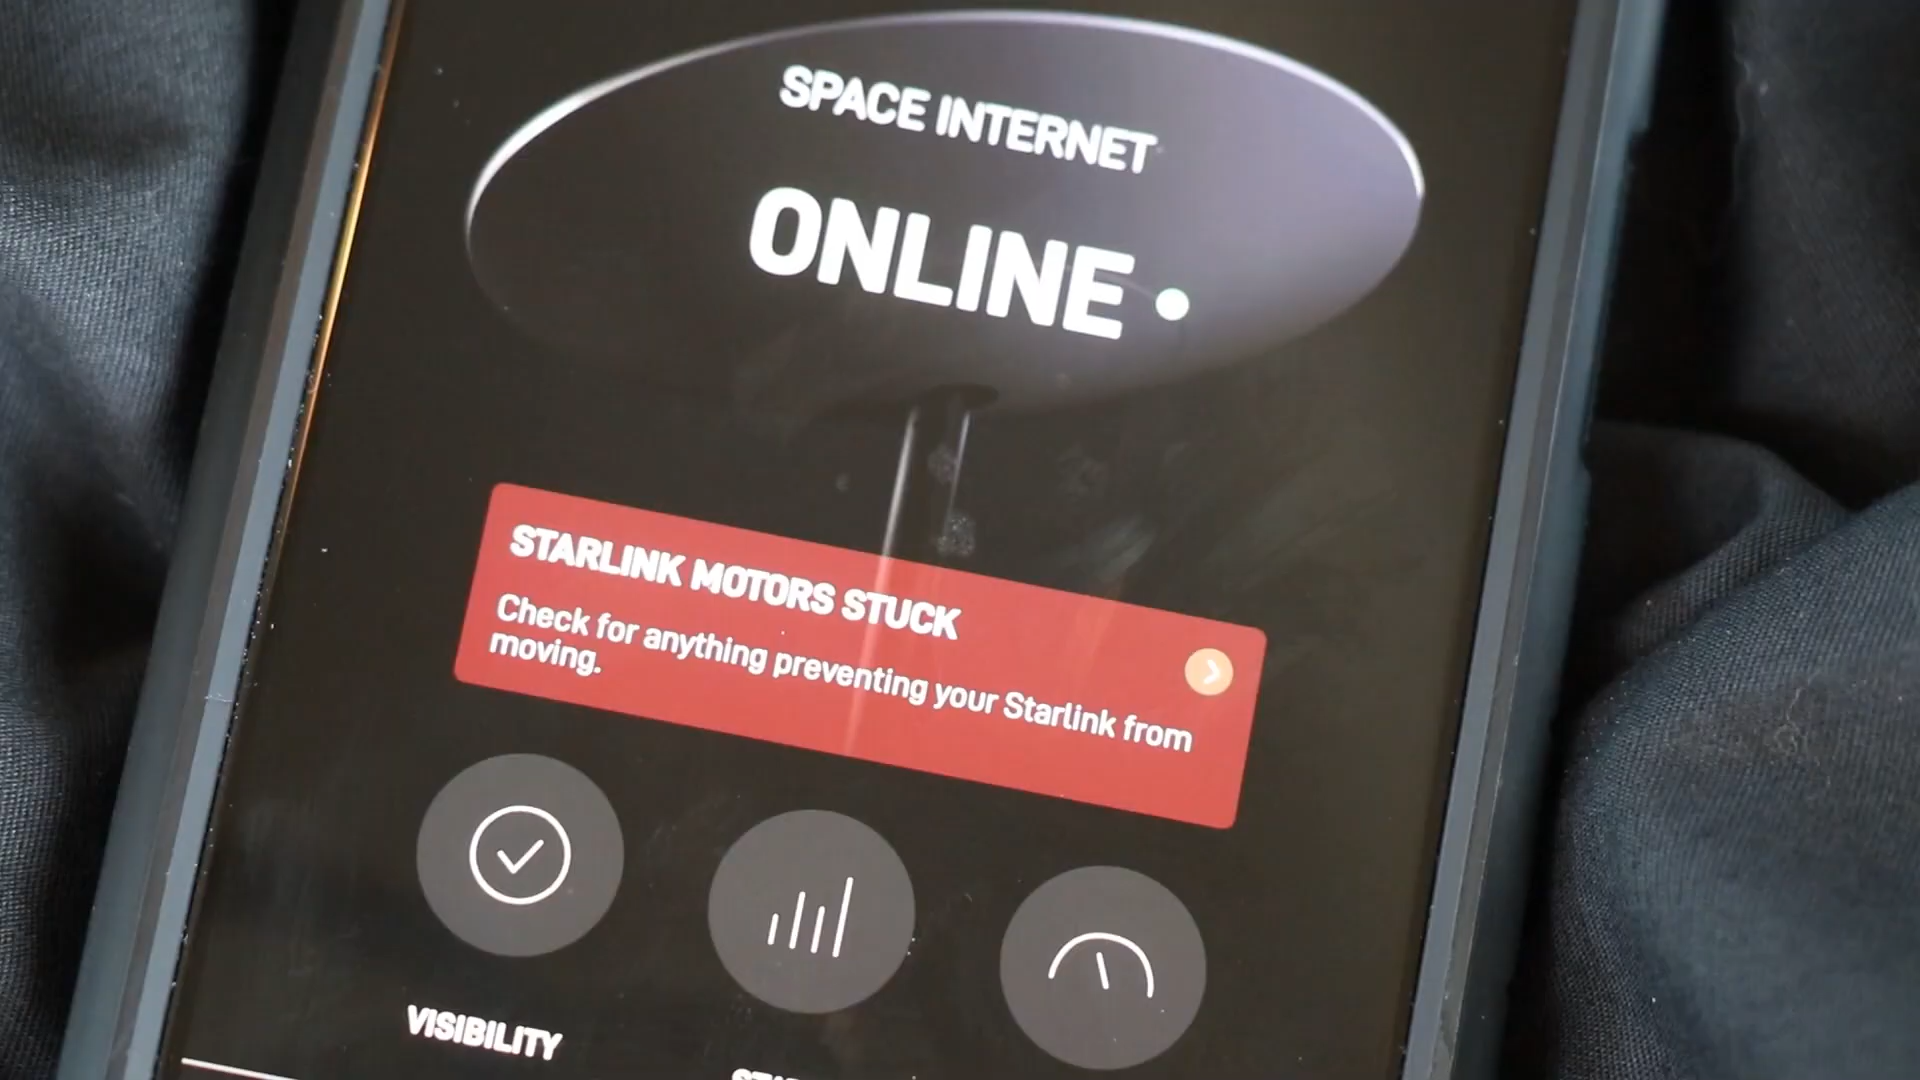 SPACE INTERNET
ONLINE
STARLINK MOTORS STUCK
Check for anything preventing your Starlink from
moving.
VISIBILITY